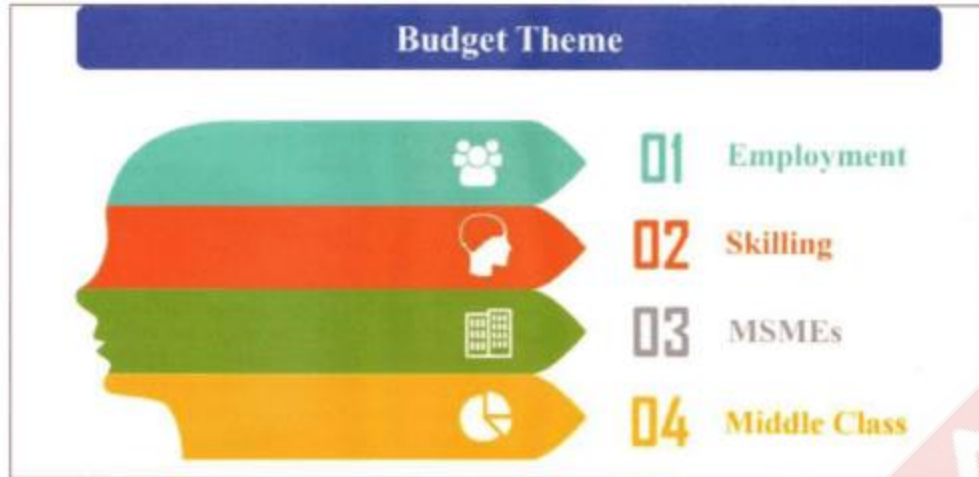 Budget Theme
01 Employment
02 Skilling
03 MSMEs
04 Middle Class